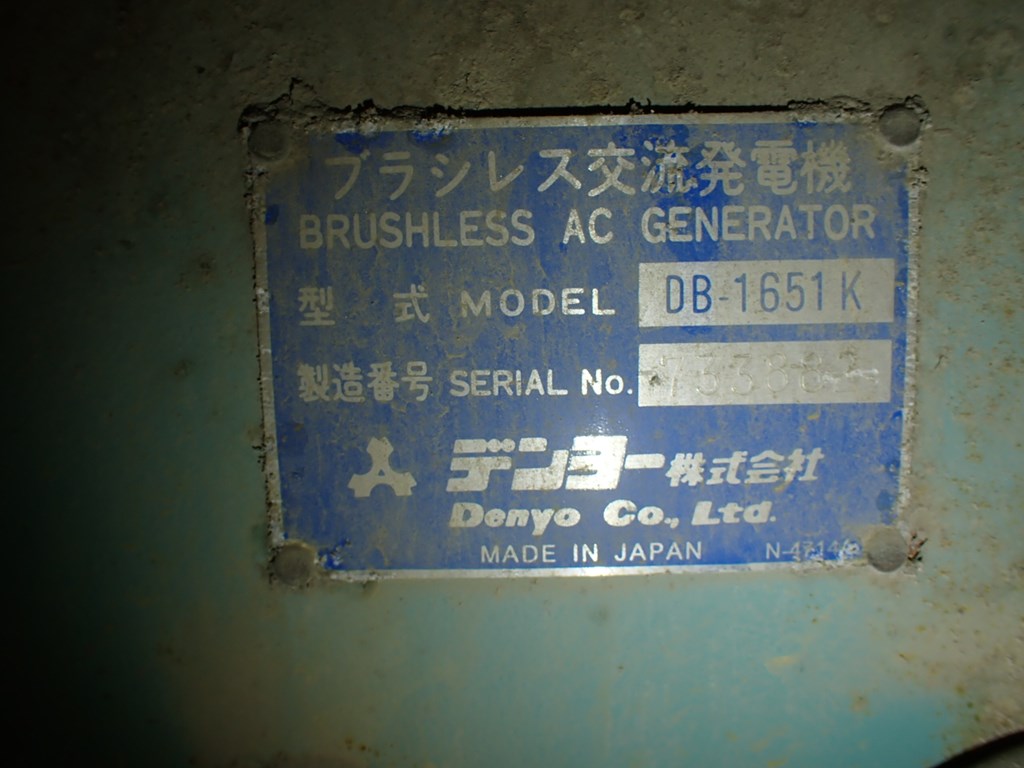 ブラシレス交流発電機
BRUSHLESS AC GENERATOR
型 式 MODEL DB-1651K
製造番号 SERIAL No.
デンヨー株式会社
Denyo Co., Ltd.
MADE IN JAPAN